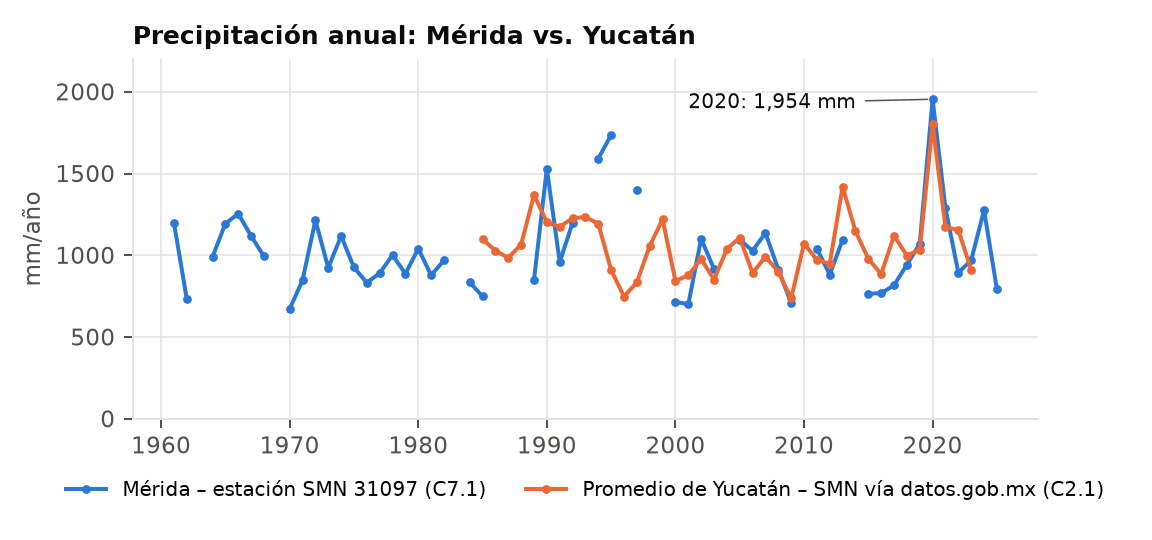 Precipitación anual: Mérida vs. Yucatán
2020: 1,954 mm
mm/año
2000
1500
1000
500
0
1960 1970 1980 1990 2000 2010 2020
Mérida – estación SMN 31097 (C7.1) Promedio de Yucatán – SMN vía datos.gob.mx (C2.1)